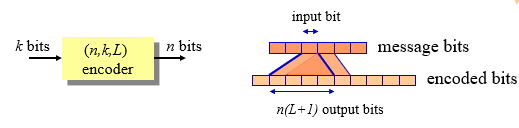 input bit
k bits
(n,k,L)
encoder
n bits
message bits
encoded bits
n(L+1) output bits